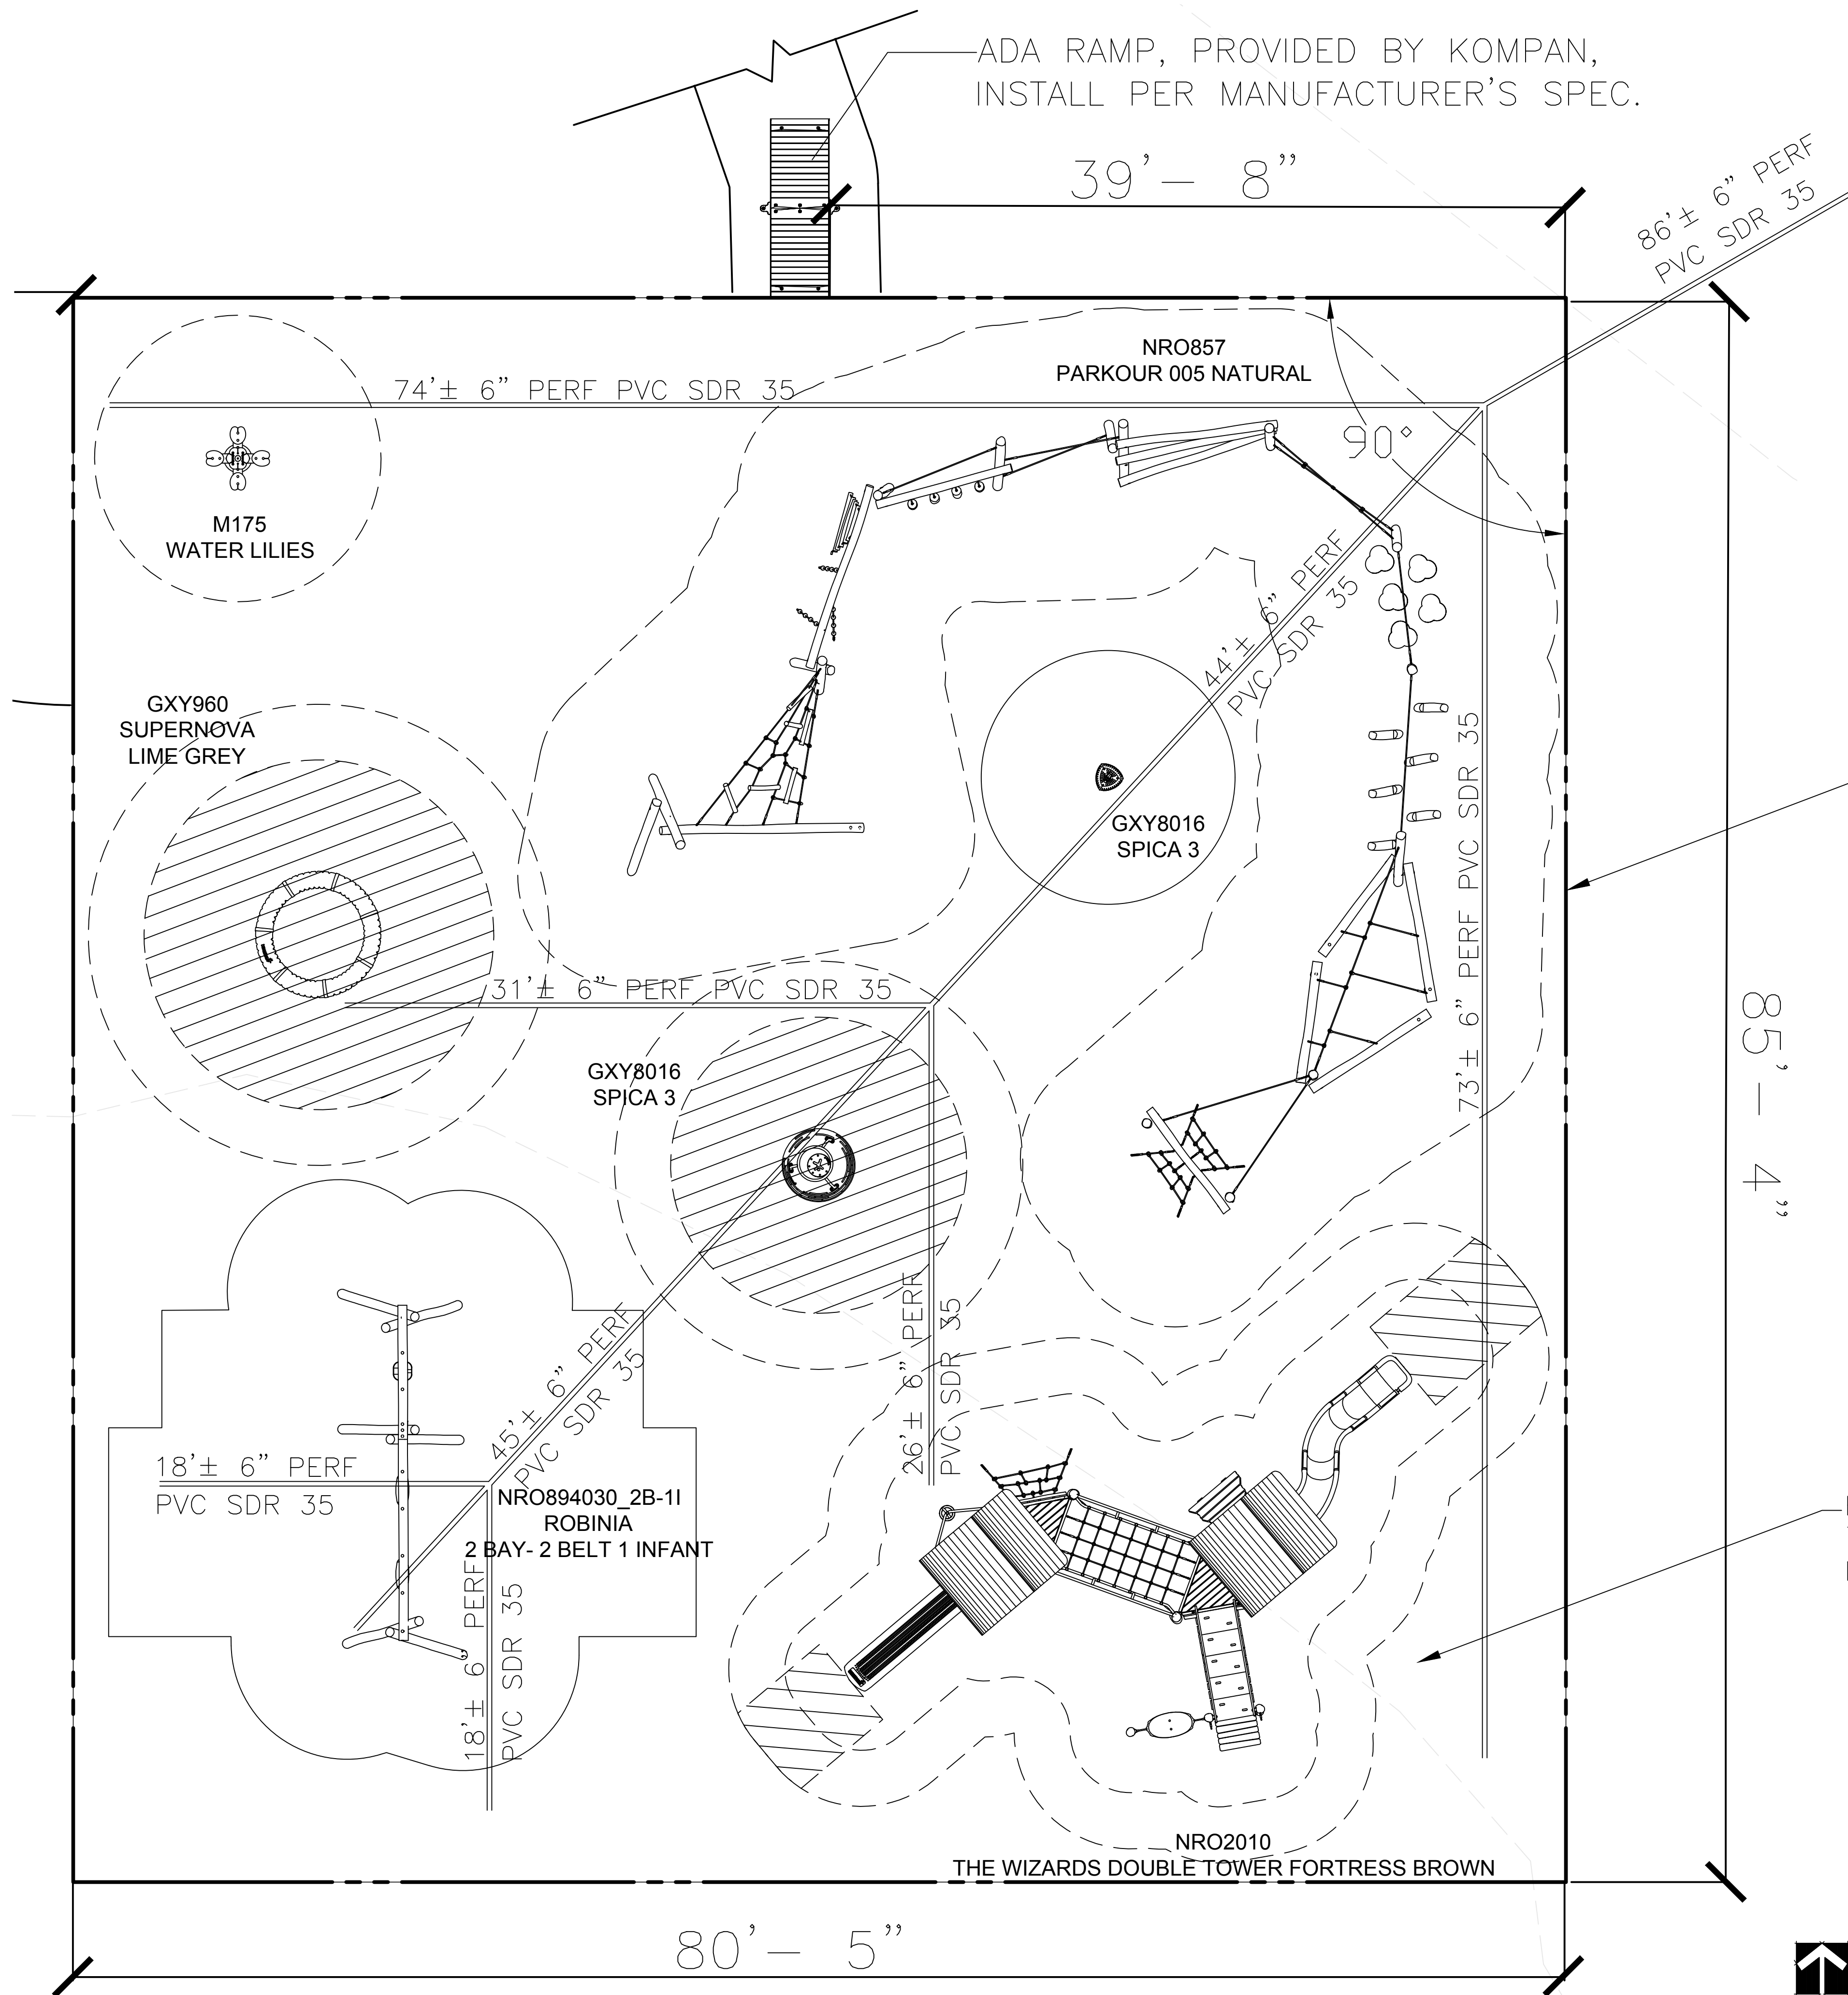 ADA RAMP, PROVIDED BY KOMPAN,
INSTALL PER MANUFACTURER'S SPEC.
39'- 8"
86'± 6" PERF
PVC SDR 35
NRO857
PARKOUR 005 NATURAL
74'± 6" PERF PVC SDR 35
90°
M175
WATER LILIES
44'± 6" PERF
PVC SDR 35
GXY960
SUPERNOVA
LIME GREY
73'± 6" PERF PVC SDR 35
GXY8016
SPICA 3
31'± 6" PERF PVC SDR 35
85'- 4"
GXY8016
SPICA 3
26'± 6" PERF
PVC SDR 35
45'± 6" PERF
PVC SDR 35
18'± 6" PERF
PVC SDR 35
NRO894030_2B-1I
ROBINIA
2 BAY- 2 BELT 1 INFANT
18'± 6 PERF
PVC SDR 35
NRO2010
THE WIZARDS DOUBLE TOWER FORTRESS BROWN
80'- 5"